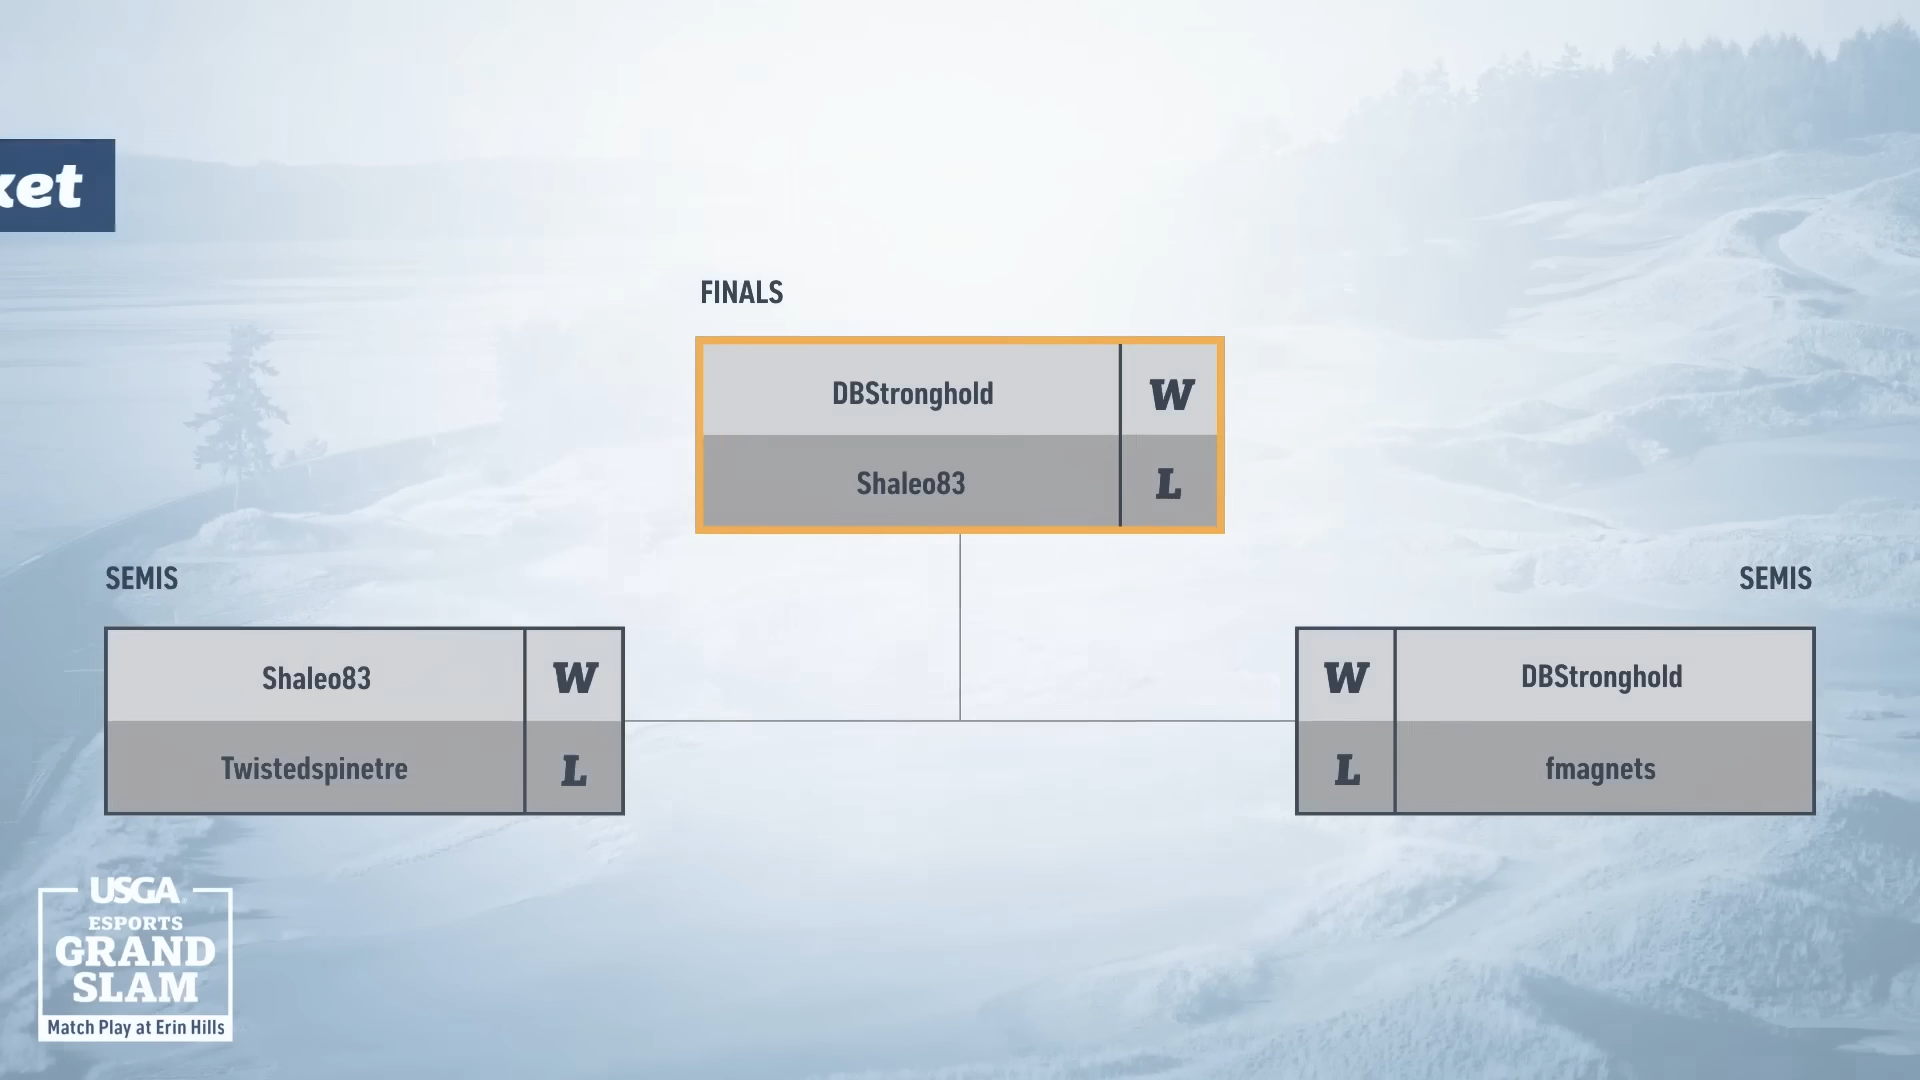 ket
FINALS
DBStronghold W
Shaleo83 L
SEMIS
Shaleo83 W
Twistedspinetre L
SEMIS
W DBStronghold
L fmagnets
USGA
ESPORTS
GRAND
SLAM
Match Play at Erin Hills